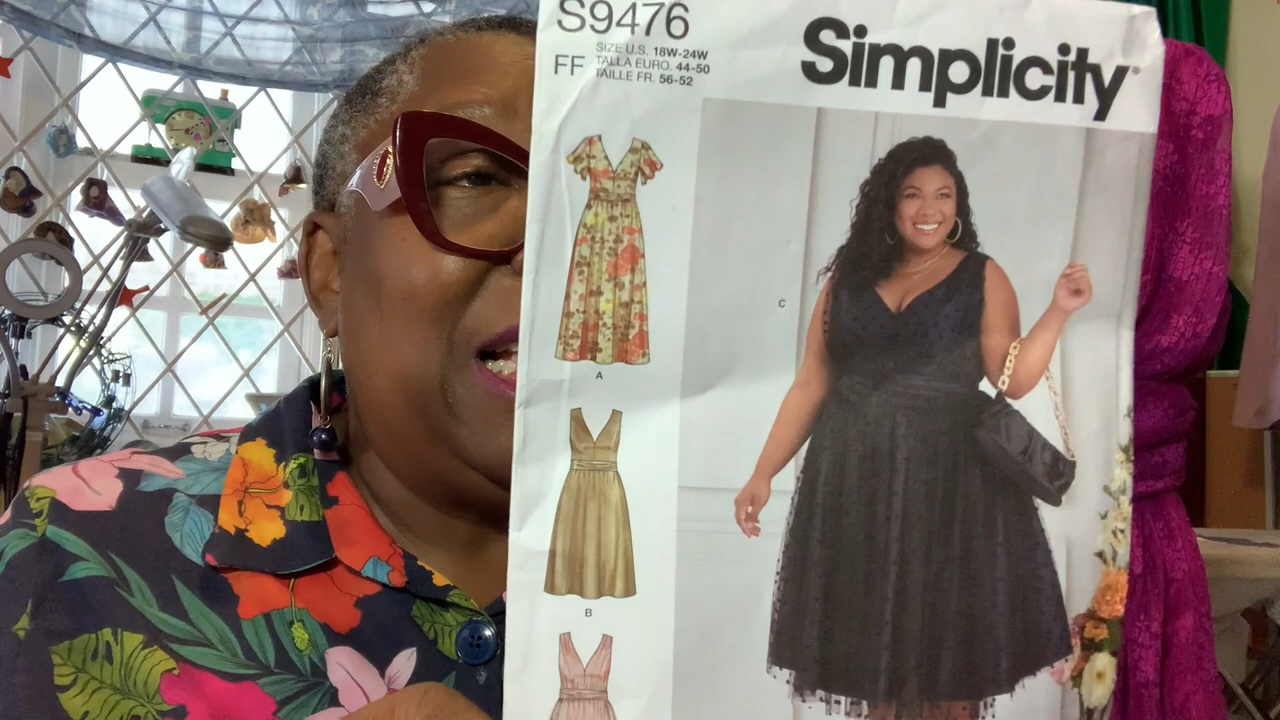 S9476
FF
SIZE U.S. 18W-24W
TALLA EURO. 44-50
TAILLE FR. 56-52
Simplicity®
A
B
C